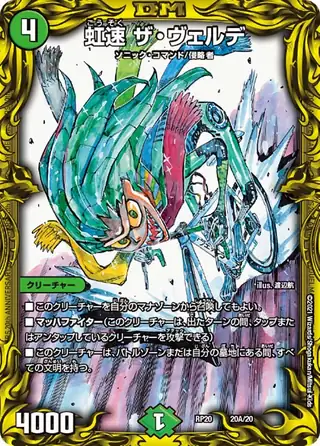 DM
4
こうそく
虹速 ザ・ヴェルデ
ソニック・コマンド/侵略者
クリーチャー
illus. 渡辺航
■このクリーチャーを自分のマナゾーンから召喚してもよい。
■マッハファイター(このクリーチャーは、出たターンの間、タップまたはアンタップしているクリーチャーを攻撃できる)
■このクリーチャーは、バトルゾーンまたは自分の墓地にある間、すべての文明を持つ。
4000
1
RP20
20A/20